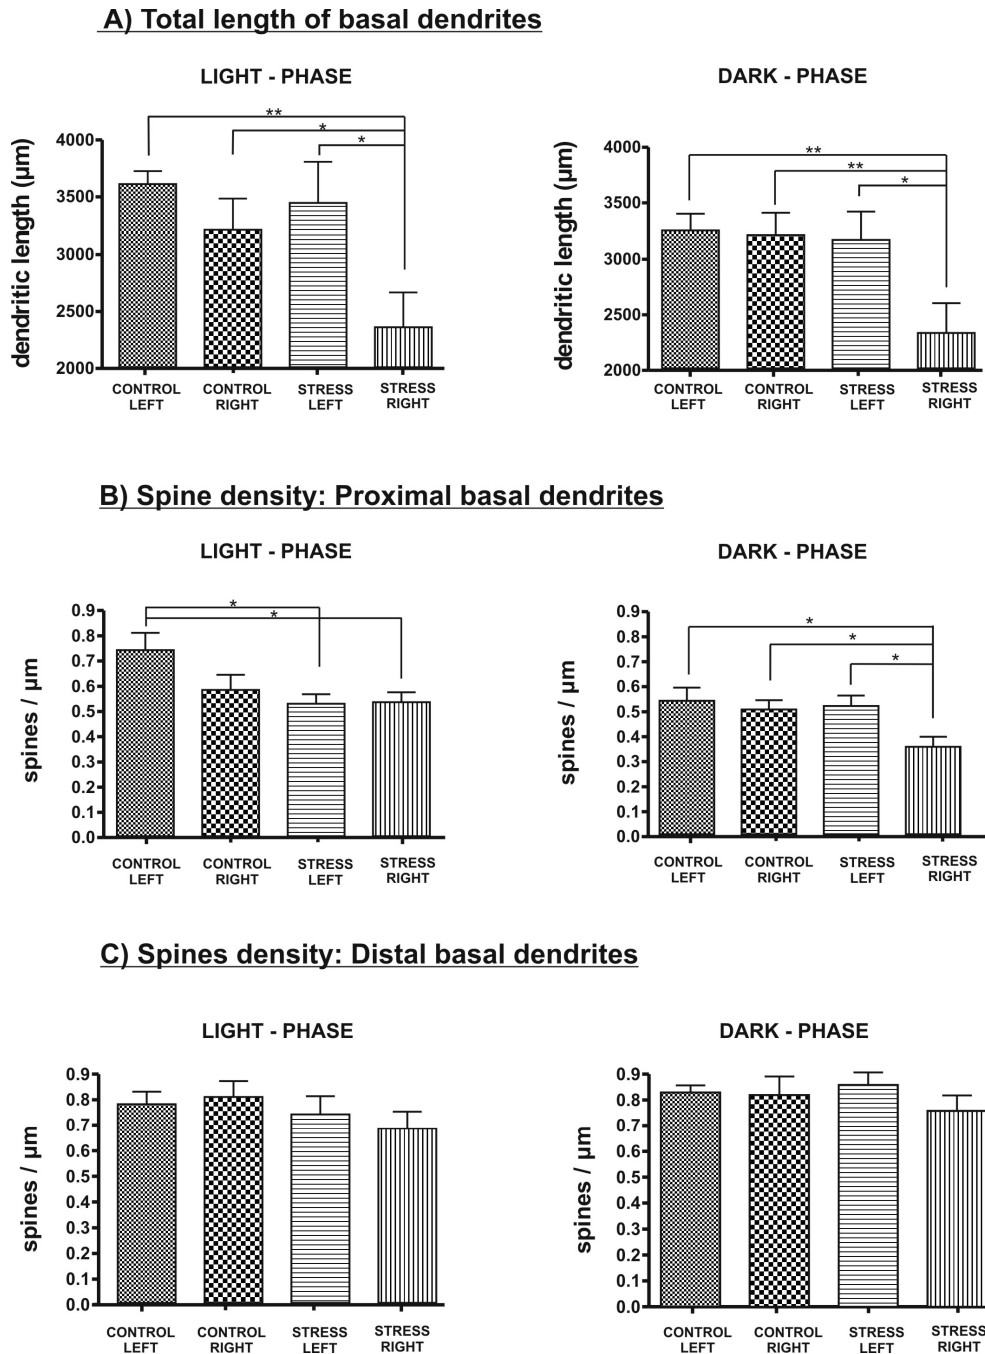 A) Total length of basal dendrites
LIGHT - PHASE
DARK - PHASE
dendritic length (µm)
4000
3500
3000
2500
2000
**
*
*
CONTROL LEFT
CONTROL RIGHT
STRESS LEFT
STRESS RIGHT
dendritic length (µm)
4000
3500
3000
2500
2000
**
**
*
CONTROL LEFT
CONTROL RIGHT
STRESS LEFT
STRESS RIGHT
B) Spine density: Proximal basal dendrites
LIGHT - PHASE
DARK - PHASE
spines / µm
0.9
0.8
0.7
0.6
0.5
0.4
0.3
0.2
0.1
0.0
*
*
CONTROL LEFT
CONTROL RIGHT
STRESS LEFT
STRESS RIGHT
spines / µm
0.9
0.8
0.7
0.6
0.5
0.4
0.3
0.2
0.1
0.0
*
*
*
CONTROL LEFT
CONTROL RIGHT
STRESS LEFT
STRESS RIGHT
C) Spines density: Distal basal dendrites
LIGHT - PHASE
DARK - PHASE
spines / µm
0.9
0.8
0.7
0.6
0.5
0.4
0.3
0.2
0.1
0.0
CONTROL LEFT
CONTROL RIGHT
STRESS LEFT
STRESS RIGHT
spines / µm
0.9
0.8
0.7
0.6
0.5
0.4
0.3
0.2
0.1
0.0
CONTROL LEFT
CONTROL RIGHT
STRESS LEFT
STRESS RIGHT